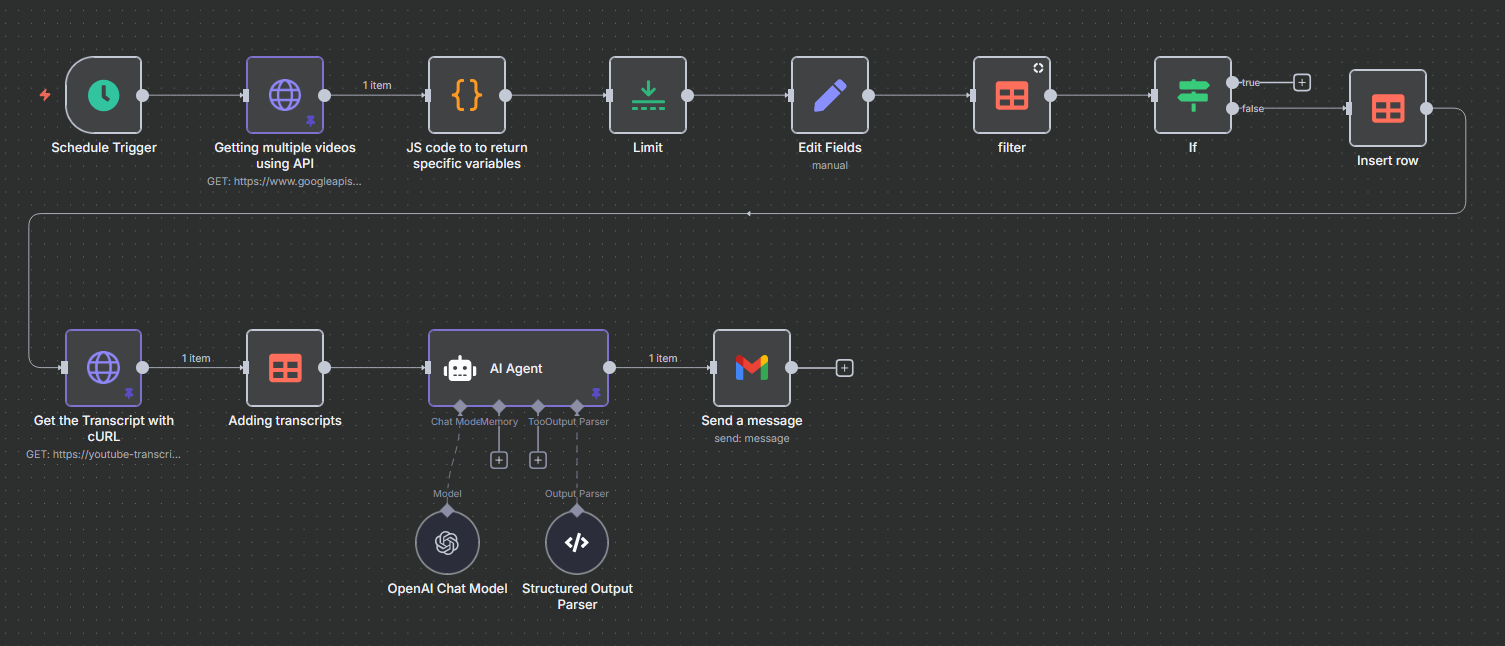 1 item
true
false
Schedule Trigger
Getting multiple videos
using API
GET: https://www.googleapis...
JS code to to return
specific variables
Limit
Edit Fields
manual
filter
If
Insert row
1 item
AI Agent
1 item
Get the Transcript with
cURL
GET: https://youtube-transcri...
Adding transcripts
Chat Mode
Memory
Too
Output Parser
Send a message
send: message
Model
Output Parser
OpenAI Chat Model
Structured Output
Parser